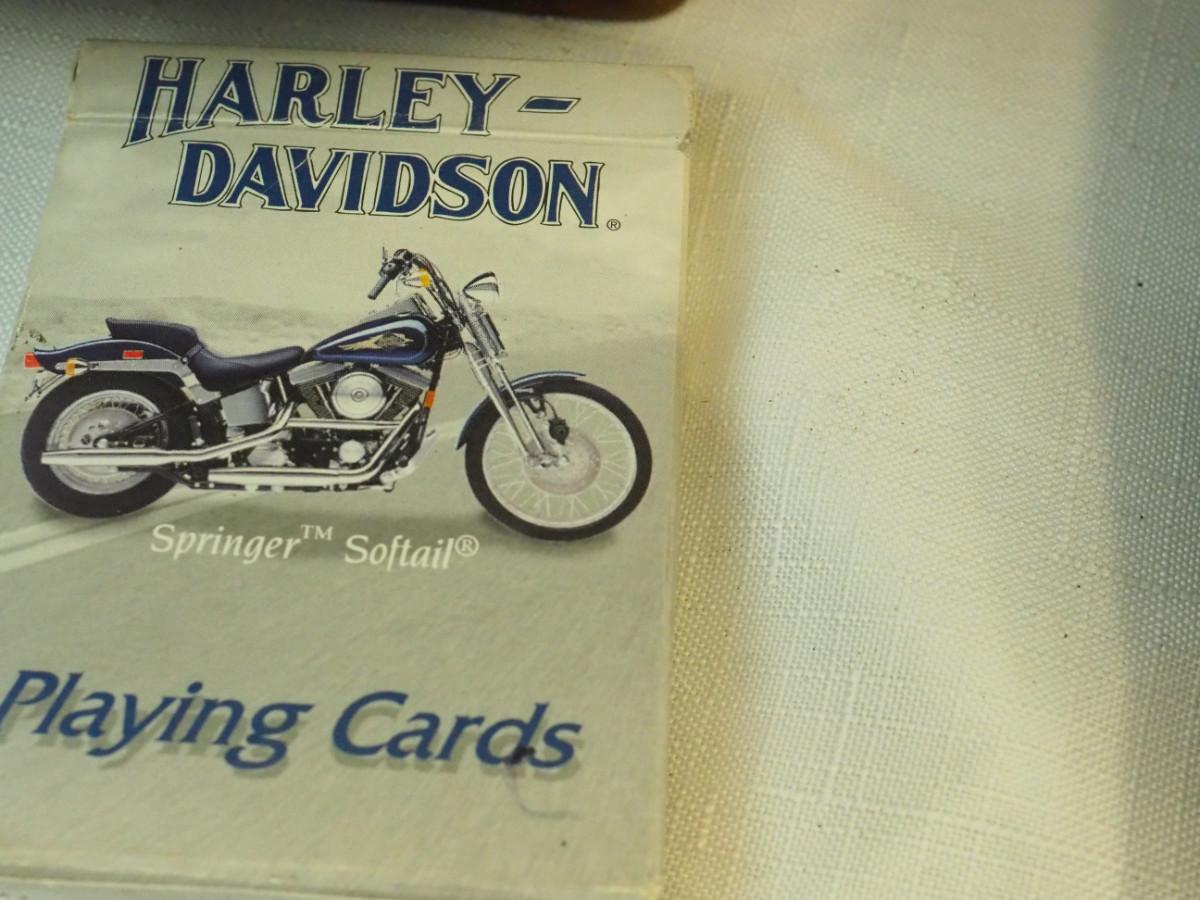 HARLEY-
DAVIDSON®
Springer™ Softail®
Playing Cards